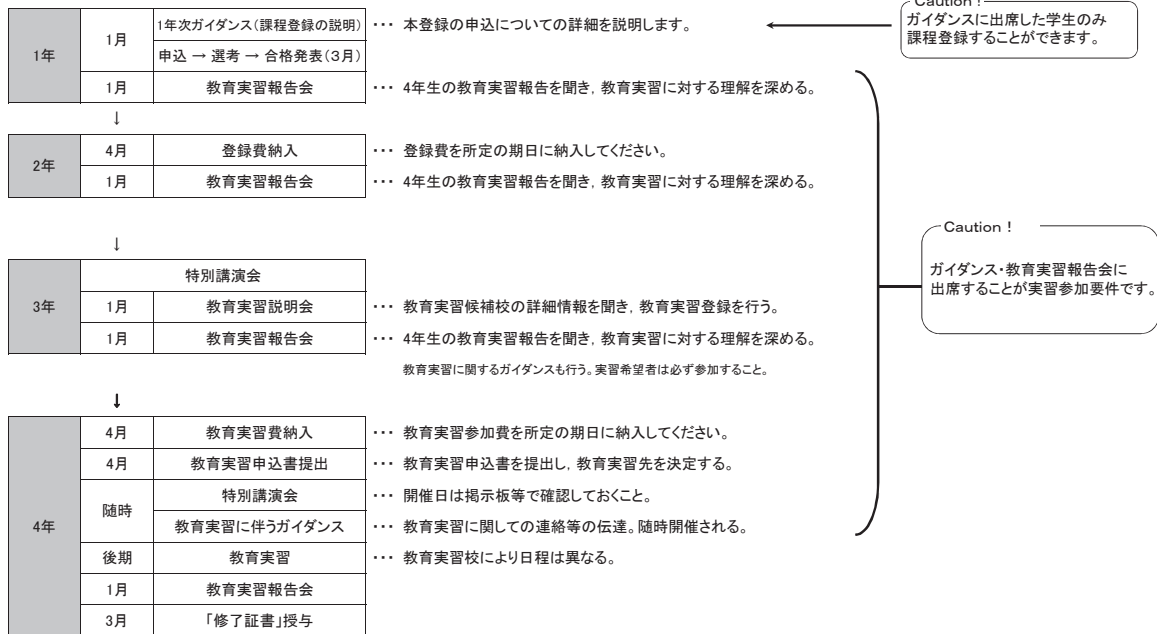 Caution！
ガイダンスに出席した学生のみ
課程登録することができます。
1年
1月
1年次ガイダンス（課程登録の説明）
･･･ 本登録の申込についての詳細を説明します。
申込 → 選考 → 合格発表（3月）
1月
教育実習報告会
･･･ 4年生の教育実習報告を聞き，教育実習に対する理解を深める。
↓
2年
4月
登録費納入
･･･ 登録費を所定の期日に納入してください。
1月
教育実習報告会
･･･ 4年生の教育実習報告を聞き，教育実習に対する理解を深める。
↓
Caution！
ガイダンス・教育実習報告会に
出席することが実習参加要件です。
3年
特別講演会
1月
教育実習説明会
･･･ 教育実習候補校の詳細情報を聞き，教育実習登録を行う。
1月
教育実習報告会
･･･ 4年生の教育実習報告を聞き，教育実習に対する理解を深める。
教育実習に関するガイダンスも行う。実習希望者は必ず参加すること。
↓
4年
4月
教育実習費納入
･･･ 教育実習参加費を所定の期日に納入してください。
4月
教育実習申込書提出
･･･ 教育実習申込書を提出し，教育実習先を決定する。
随時
特別講演会
･･･ 開催日は掲示板等で確認しておくこと。
教育実習に伴うガイダンス
･･･ 教育実習に関しての連絡等の伝達。随時開催される。
後期
教育実習
･･･ 教育実習校により日程は異なる。
1月
教育実習報告会
3月
「修了証書」授与